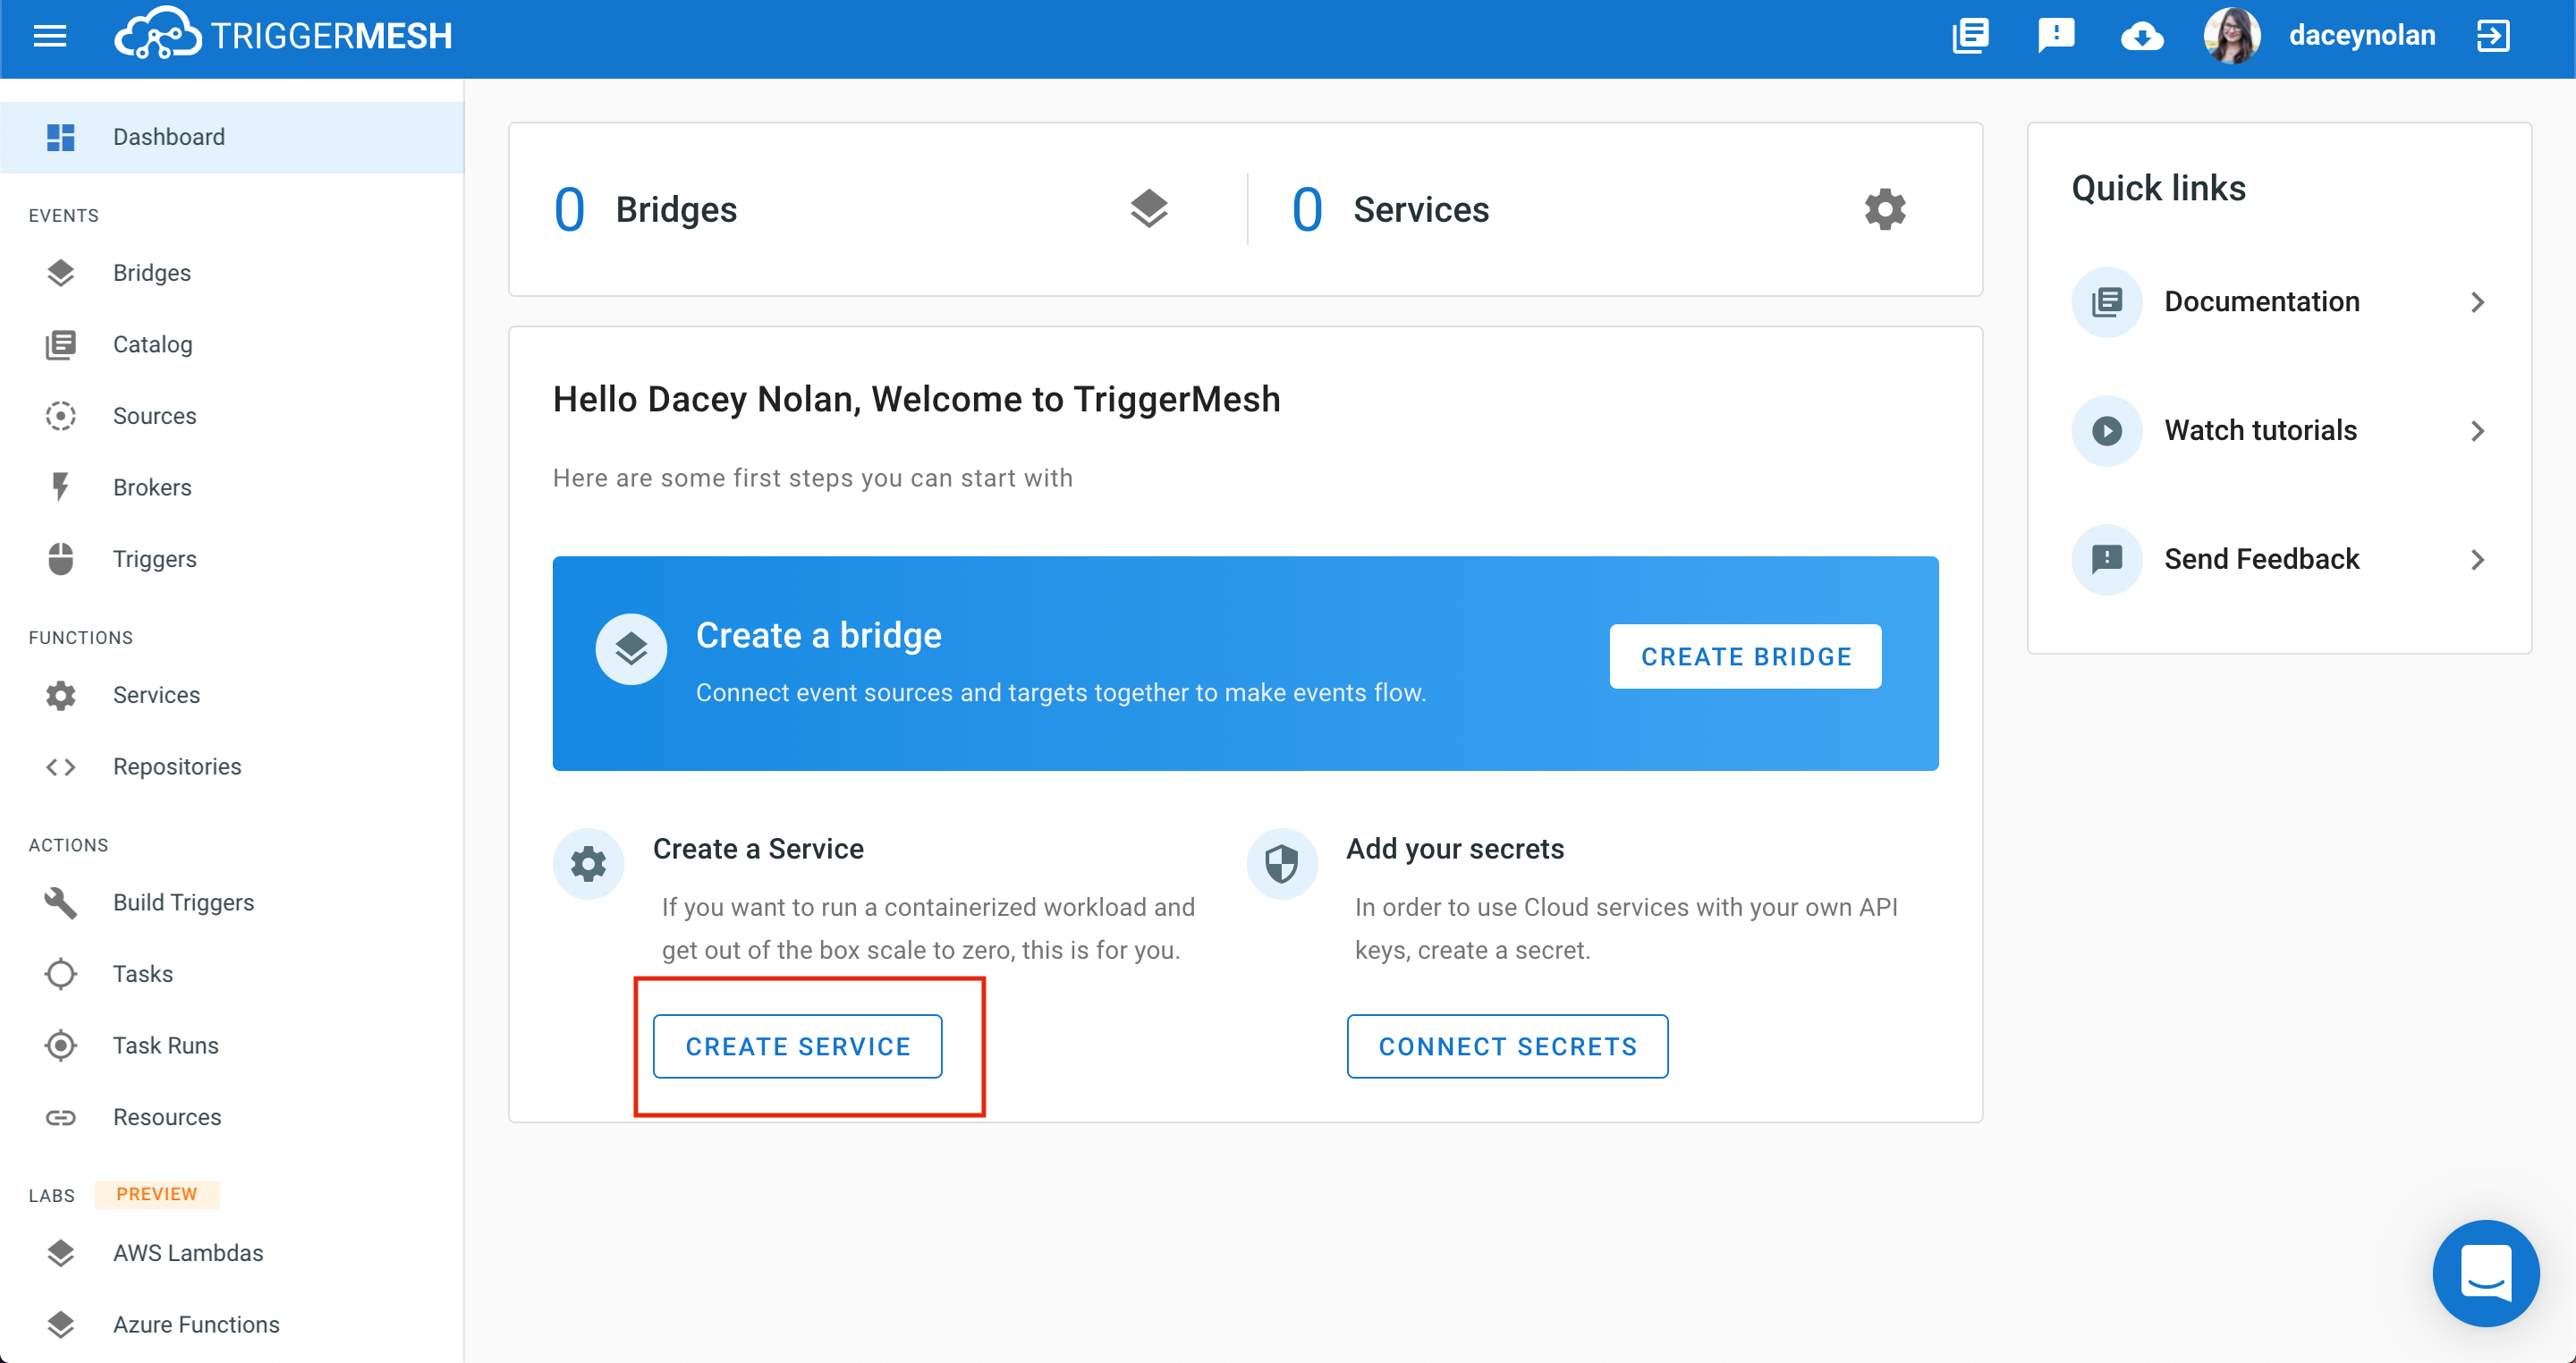 TRIGGERMESH
daceynolan
Dashboard
EVENTS
Bridges
Catalog
Sources
Brokers
Triggers
FUNCTIONS
Services
Repositories
ACTIONS
Build Triggers
Tasks
Task Runs
Resources
LABS PREVIEW
AWS Lambdas
Azure Functions
0 Bridges
0 Services
Hello Dacey Nolan, Welcome to TriggerMesh
Here are some first steps you can start with
Create a bridge
Connect event sources and targets together to make events flow.
CREATE BRIDGE
Create a Service
If you want to run a containerized workload and
get out of the box scale to zero, this is for you.
CREATE SERVICE
Add your secrets
In order to use Cloud services with your own API
keys, create a secret.
CONNECT SECRETS
Quick links
Documentation
Watch tutorials
Send Feedback